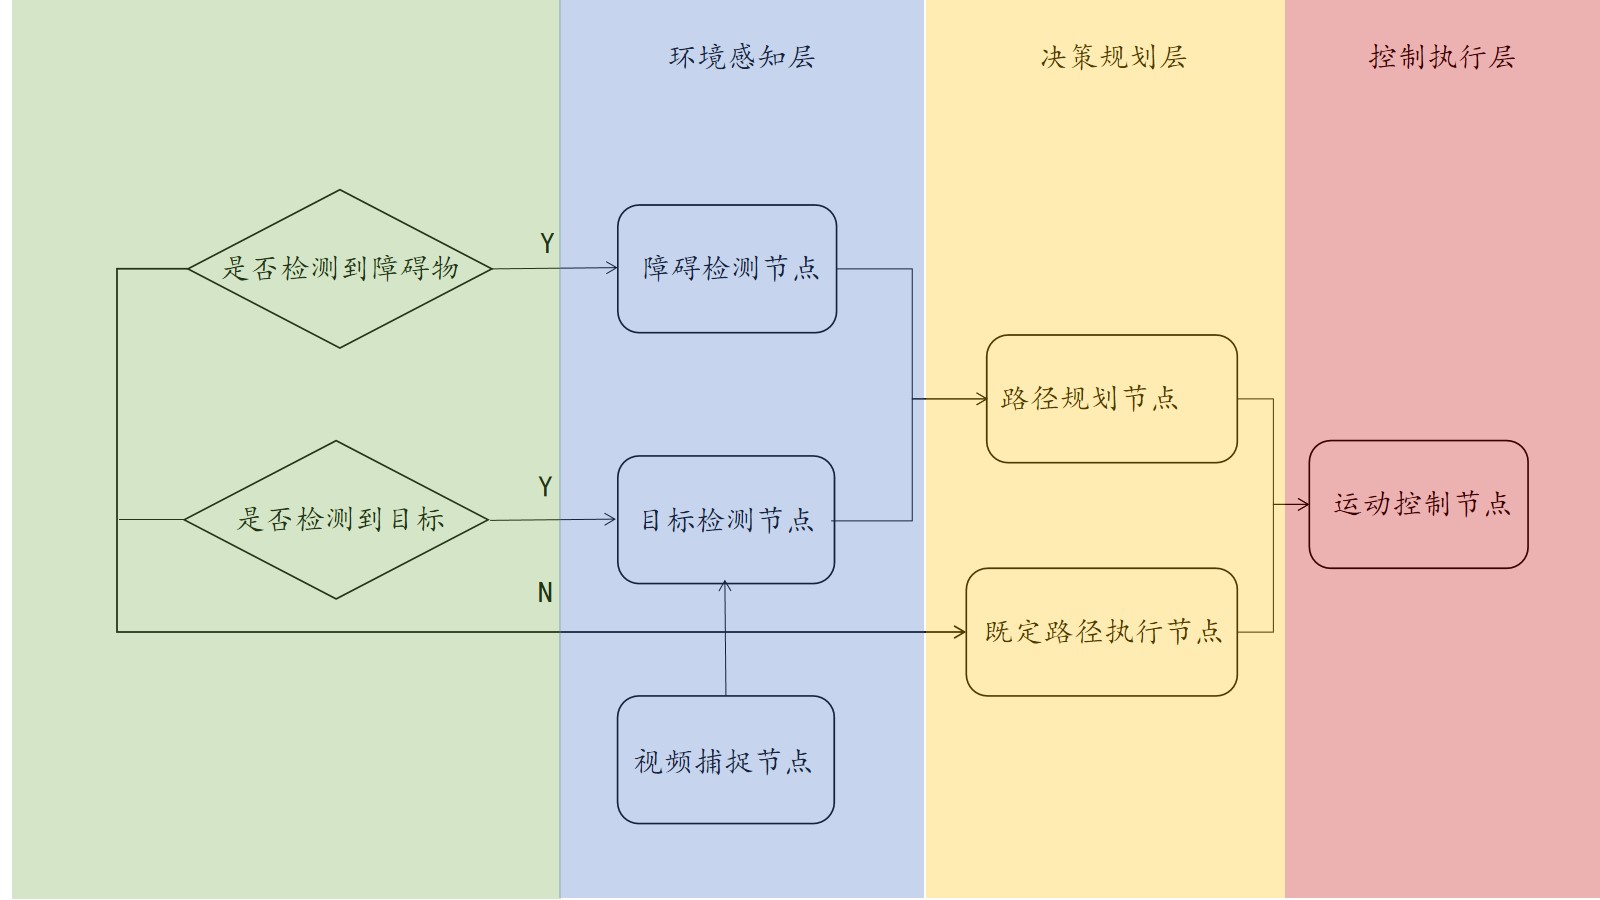 环境感知层
决策规划层
控制执行层
Y
是否检测到障碍物
障碍检测节点
路径规划节点
Y
是否检测到目标
目标检测节点
运动控制节点
N
既定路径执行节点
视频捕捉节点